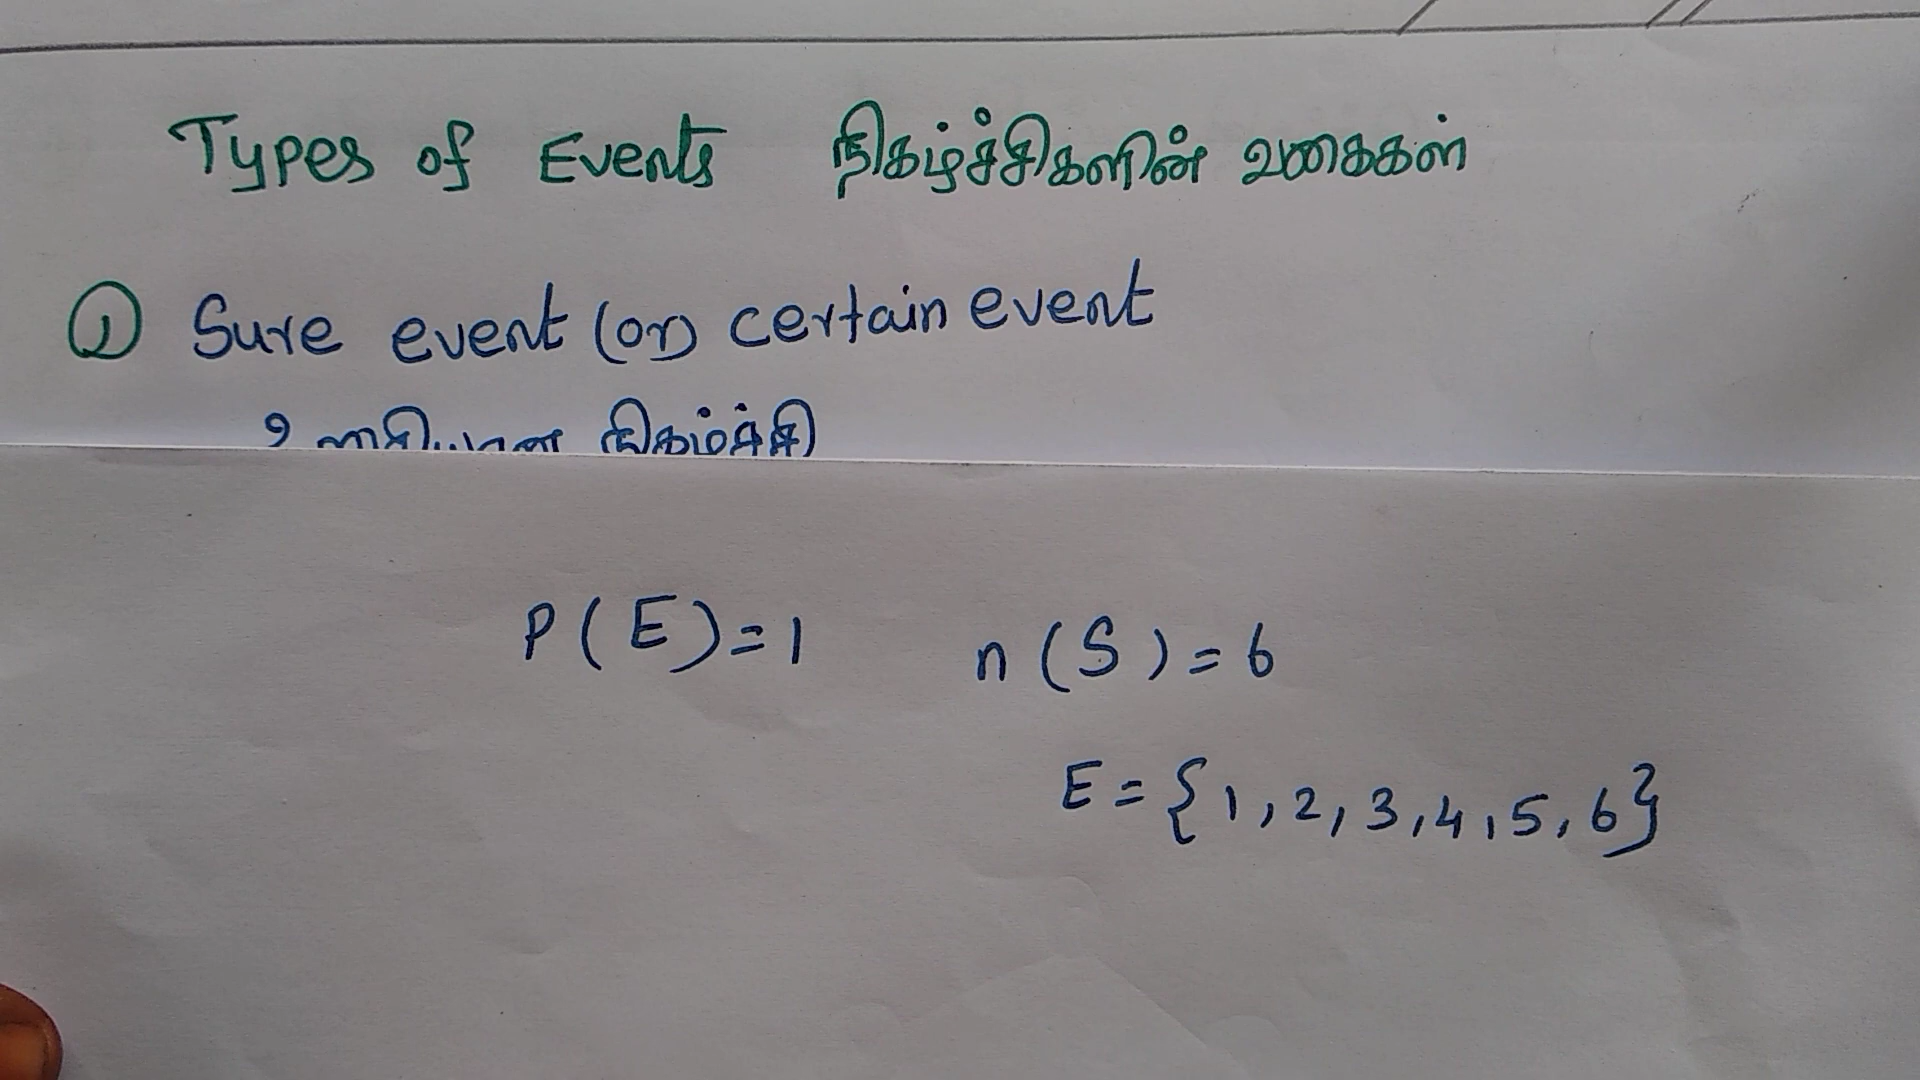 Types of Events நிகழ்ச்சிகளின் வகைகள்
① Sure event (or) certain event
நிகழ்ச்சி
P(E)=1 n(S)=6
E={1,2,3,4,5,6}